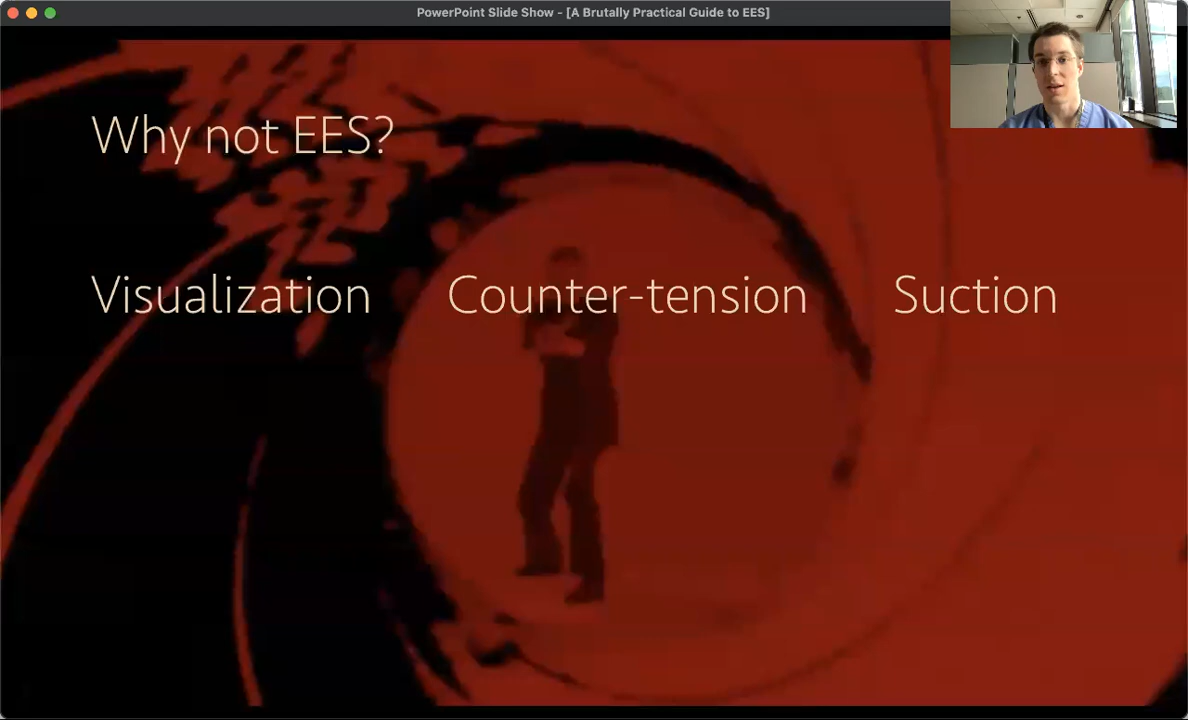 PowerPoint Slide Show - [A Brutally Practical Guide to EES]
Why not EES?
Visualization Counter-tension Suction